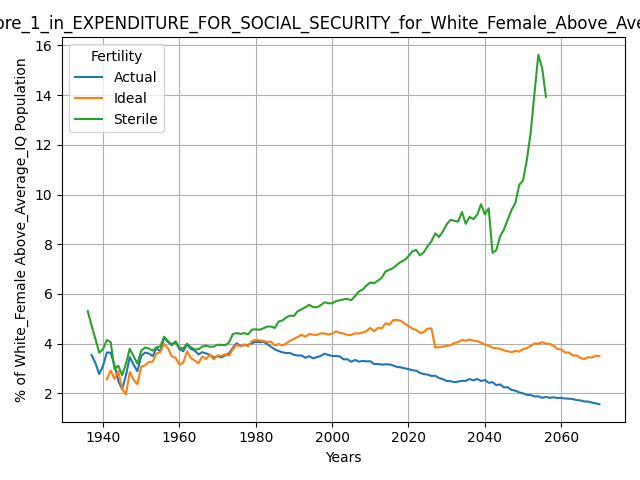 ore_1_in_EXPENDITURE_FOR_SOCIAL_SECURITY_for_White_Female_Above_Ave
Fertility
Actual
Ideal
Sterile
% of White_Female Above_Average_IQ Population
16
14
12
10
8
6
4
2
1940 1960 1980 2000 2020 2040 2060
Years